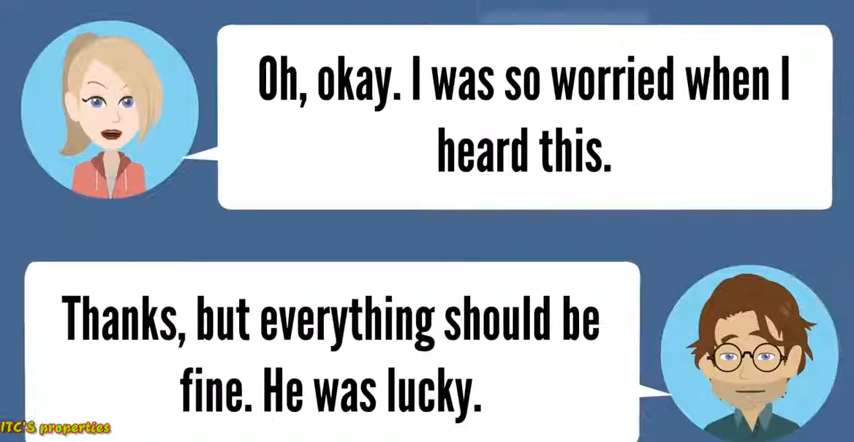 Oh, okay. I was so worried when I
heard this.
Thanks, but everything should be
fine. He was lucky.
ITC'S properties